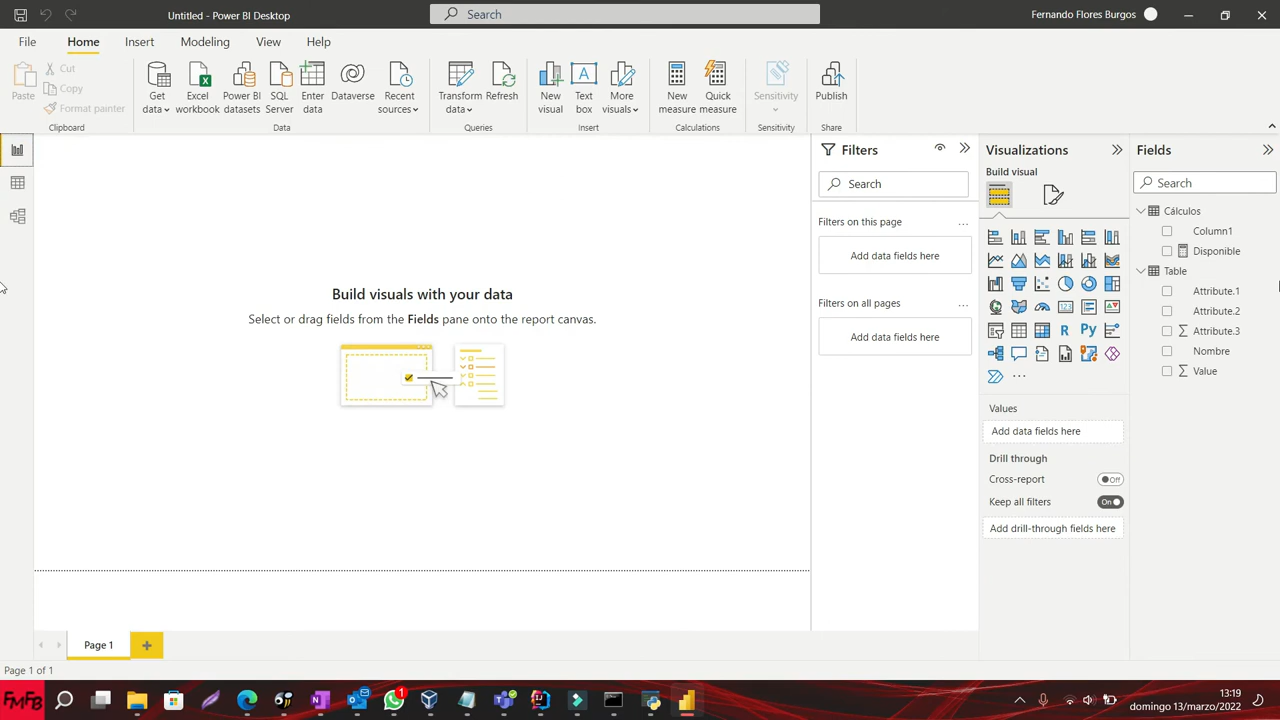 Untitled - Power BI Desktop
Search
Fernando Flores Burgos
File Home Insert Modeling View Help
Paste
Cut
Copy
Format painter
Clipboard
Get data
Excel workbook
Power BI datasets
SQL Server
Enter data
Dataverse
Recent sources
Data
Transform data
Refresh
Queries
New visual
Text box
More visuals
Insert
New measure
Quick measure
Calculations
Sensitivity
Sensitivity
Publish
Share
Build visuals with your data
Select or drag fields from the Fields pane onto the report canvas.
Filters
Search
Filters on this page
...
Add data fields here
Filters on all pages
...
Add data fields here
Visualizations
Build visual
R
Py
...
Values
Add data fields here
Drill through
Cross-report
Off
Keep all filters
On
Add drill-through fields here
Fields
Search
Cálculos
Column1
Disponible
Table
Attribute.1
Attribute.2
∑ Attribute.3
Nombre
∑ Value
Page 1
Page 1 of 1
FMFB
1
13:19
domingo 13/marzo/2022